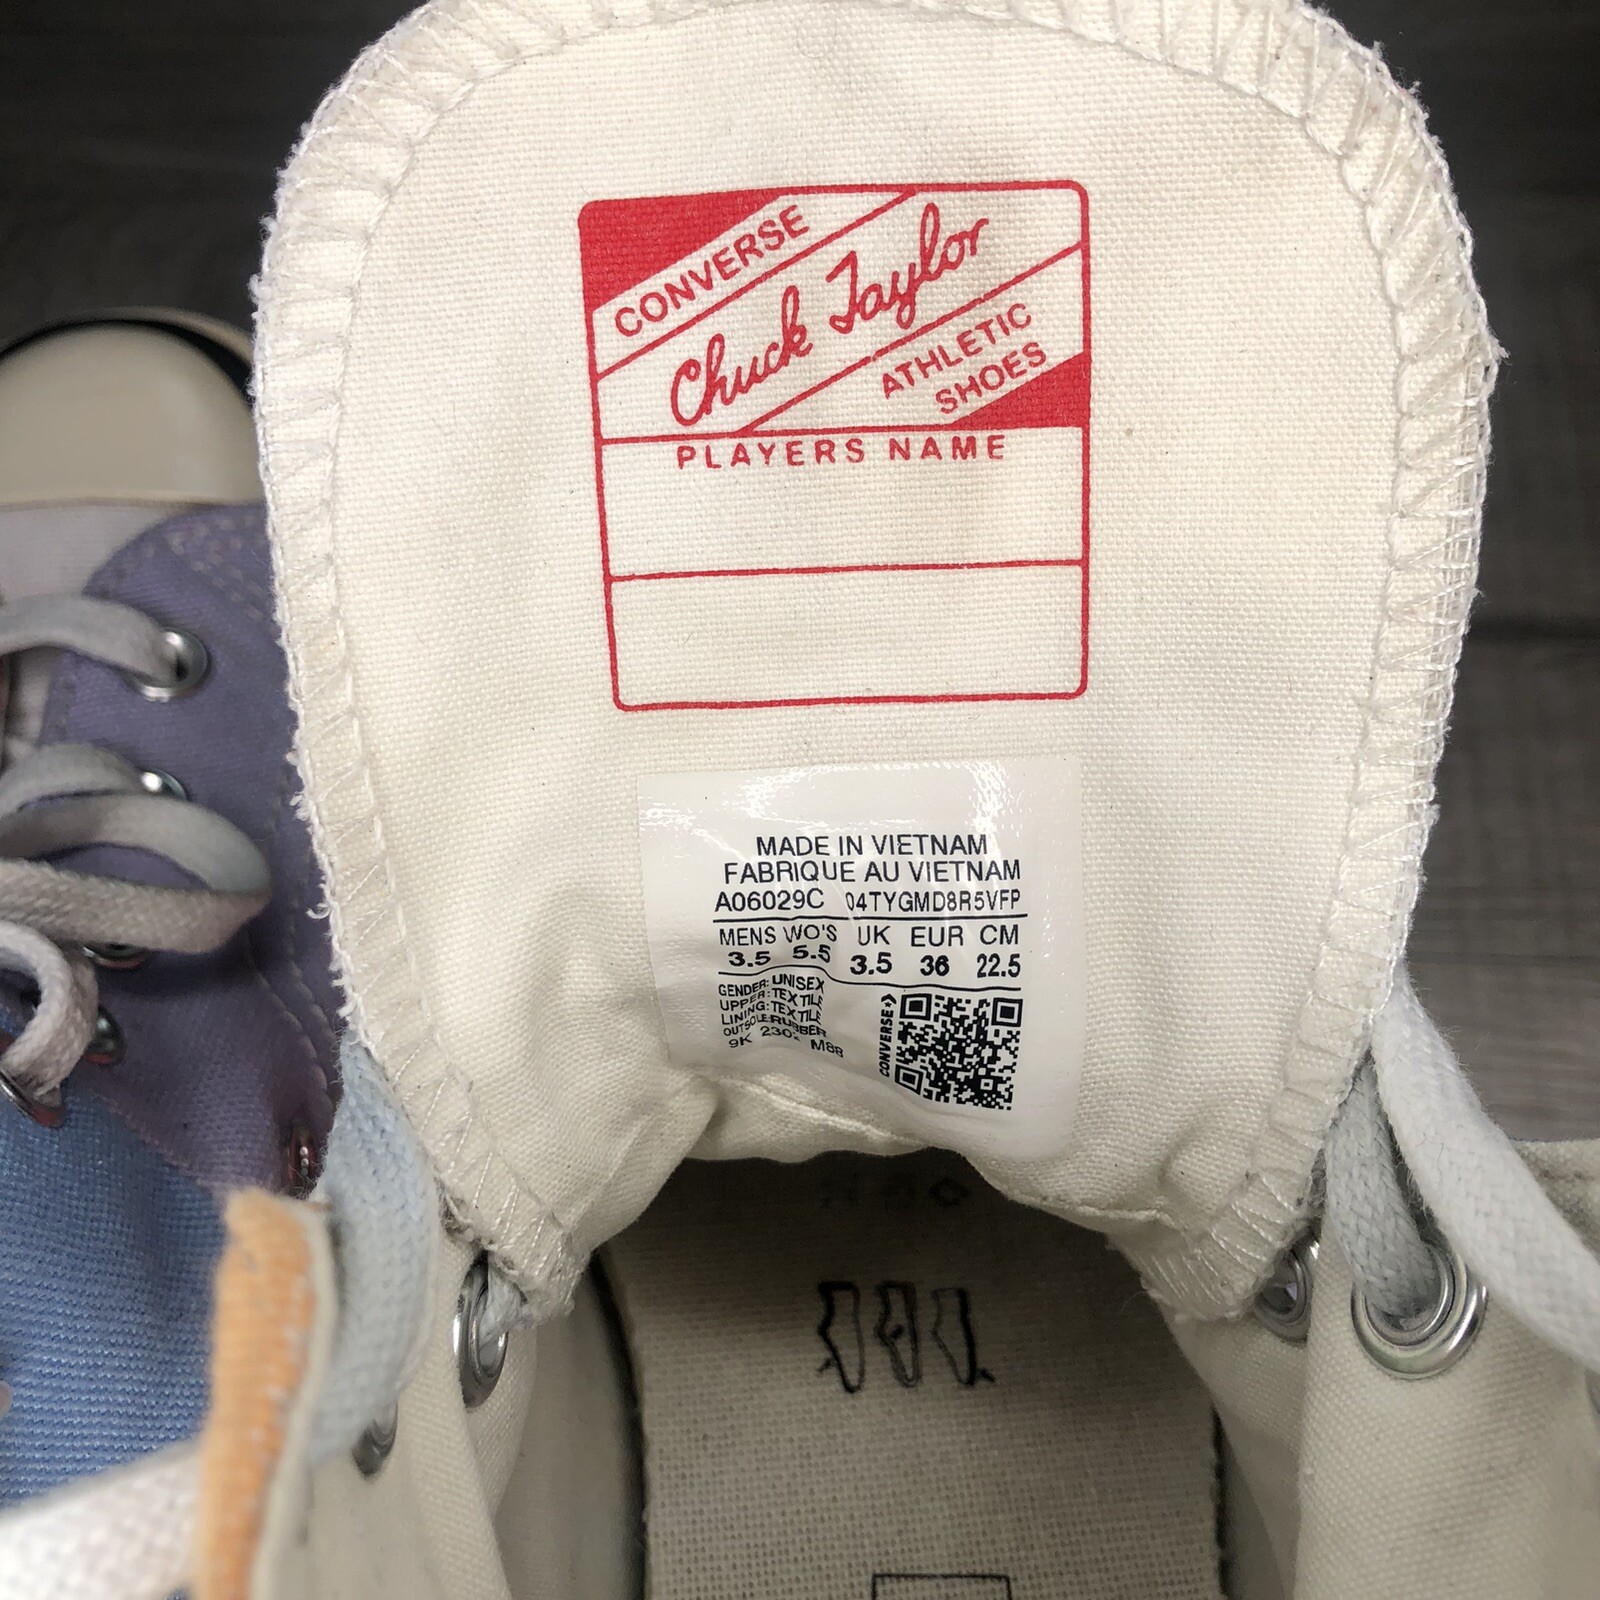 CONVERSE
Chuck Taylor
ATHLETIC
SHOES
PLAYERS NAME
MADE IN VIETNAM
FABRIQUE AU VIETNAM
A06029C 04TYGMD8R5VFP
MENS WO'S UK EUR CM
3.5 5.5 3.5 36 22.5
GENDER: UNISEX
UPPER: TEXTILE
LINING: TEXTILE
OUTSOLE: RUBBER
9K M88
CONVERSE